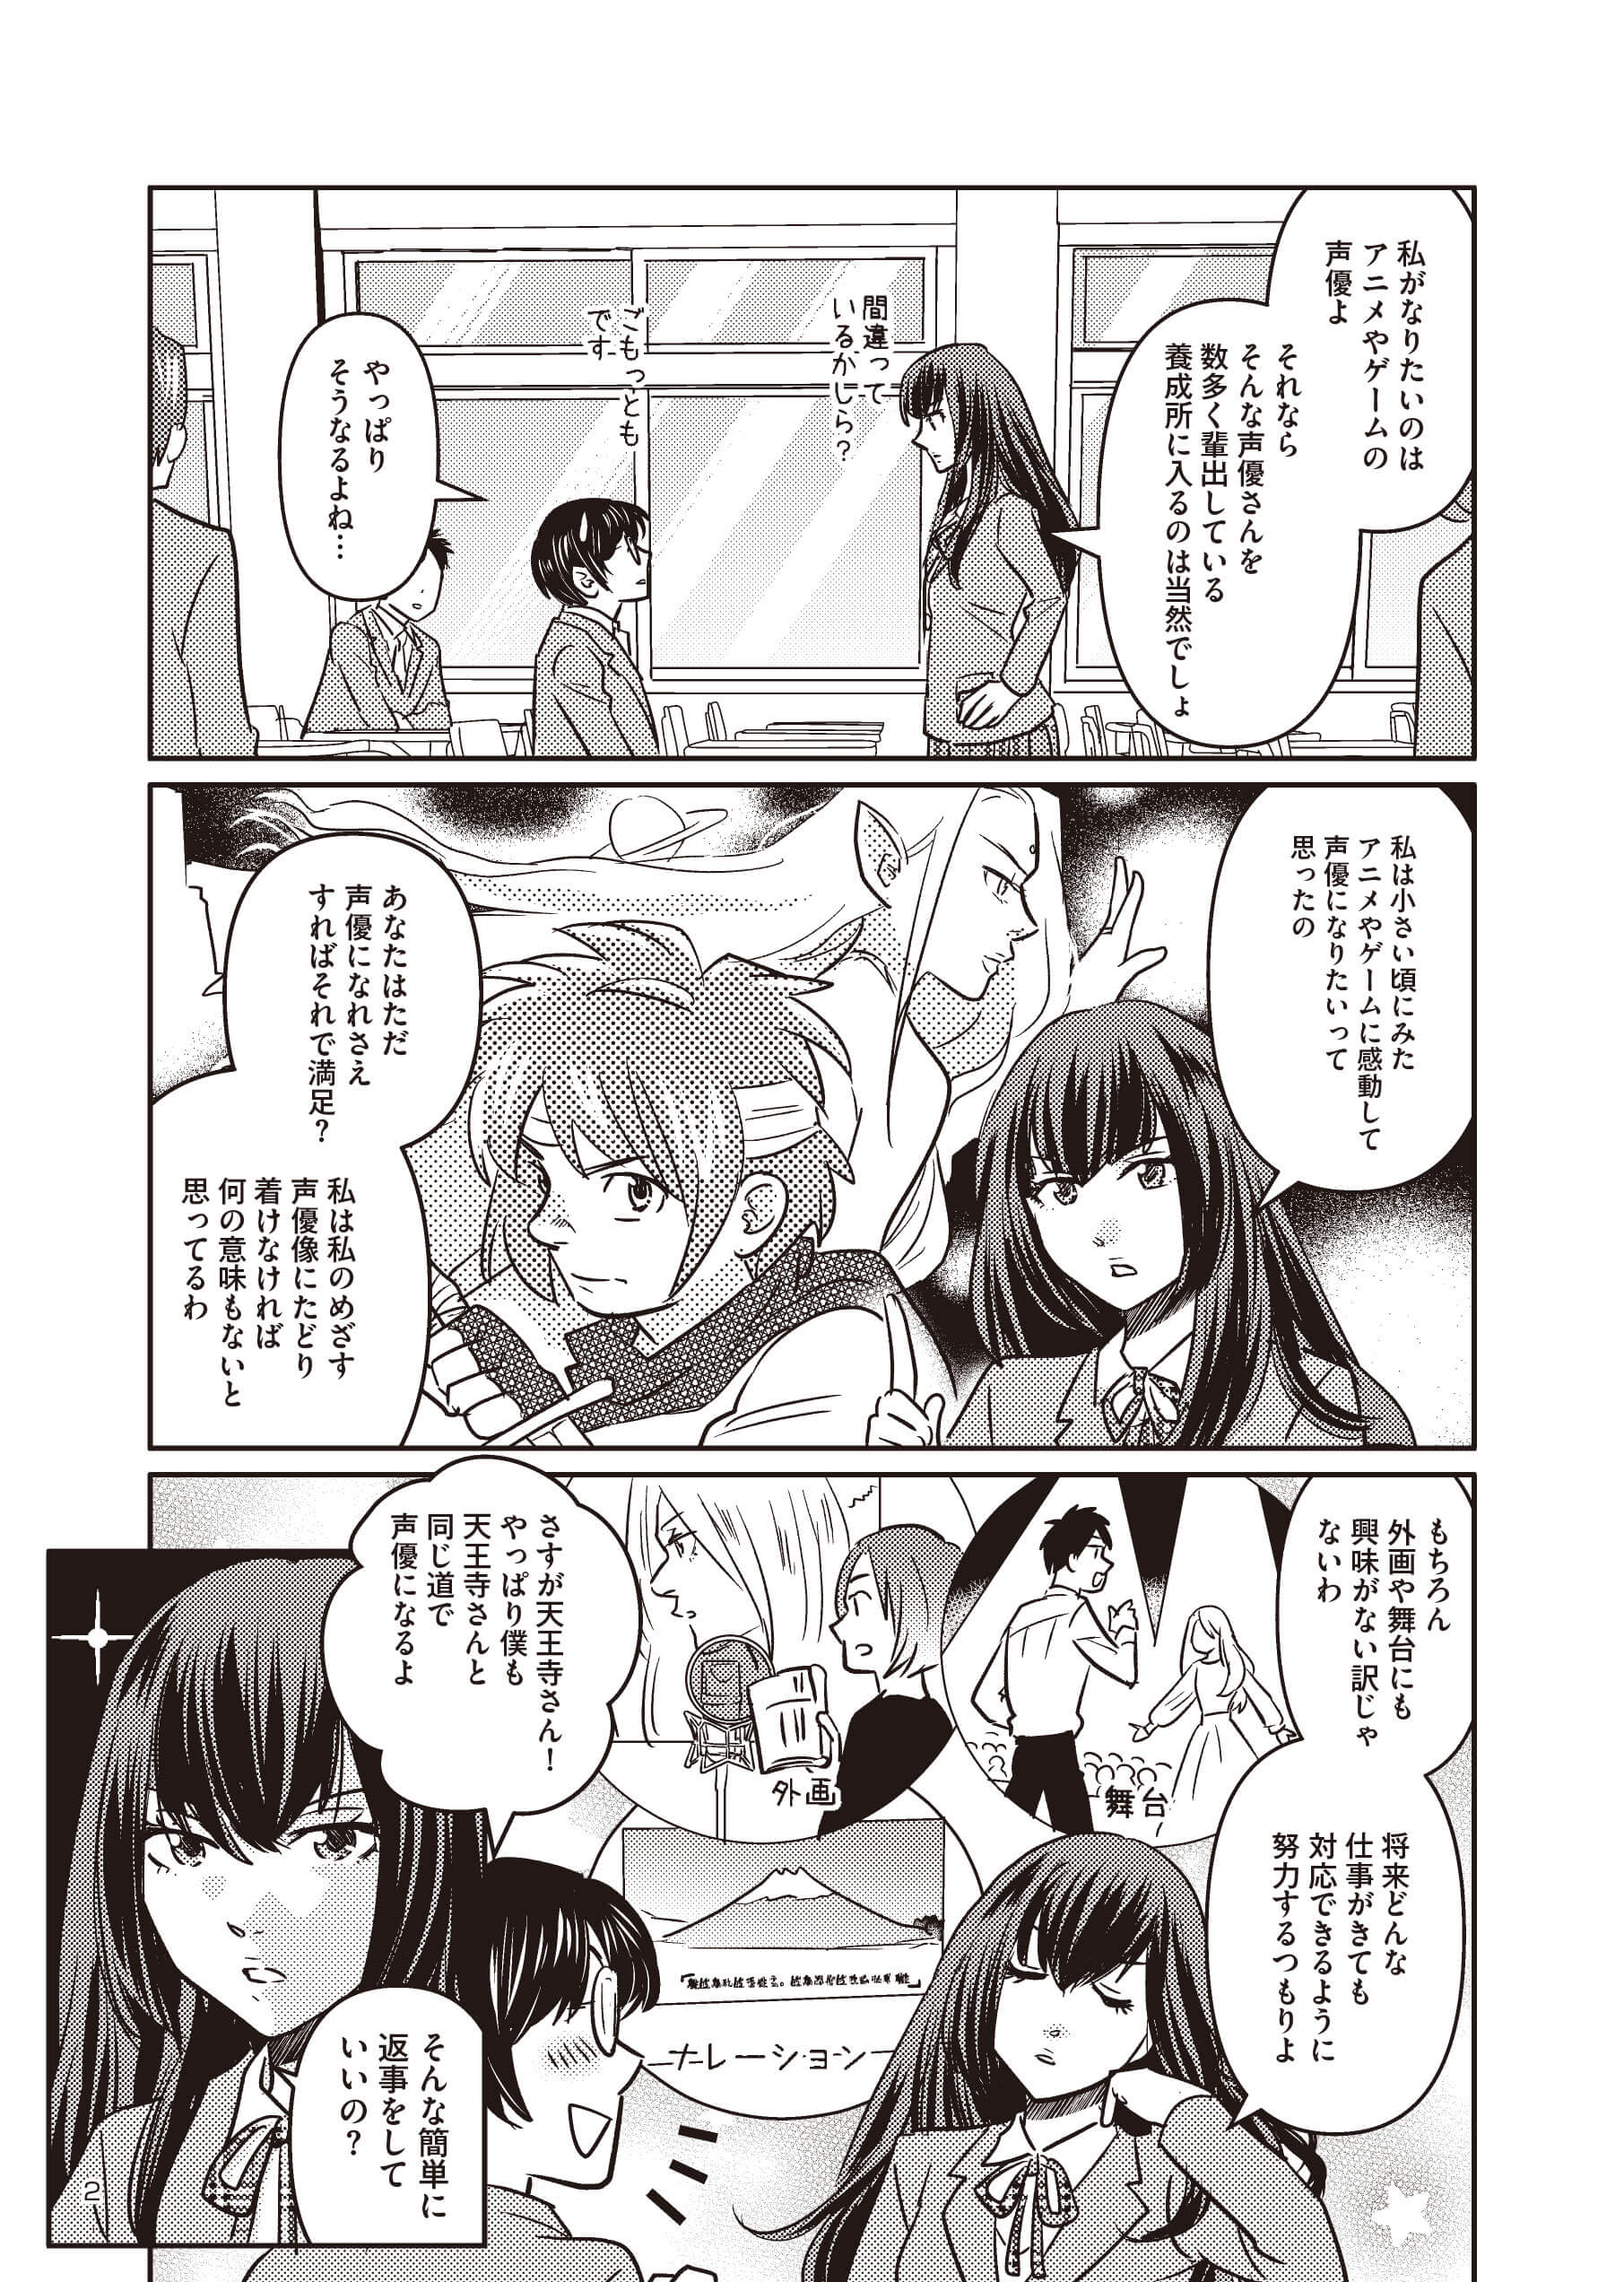 私がなりたいのは
アニメやゲームの
声優よ
それなら
そんな声優さんを
数多く輩出している
養成所に入るのは当然でしょ
間違って
いるかしら?
ごもっとも
です
やっぱり
そうなるよね…
私は小さい頃にみた
アニメやゲームに感動して
声優になりたいって
思ったの
あなたはただ
声優になれさえ
すればそれで満足?
私は私のめざす
声優像にたどり
着けなければ
何の意味もないと
思ってるわ
もちろん
外画や舞台にも
興味がない訳じゃ
ないわ
将来どんな
仕事がきても
対応できるように
努力するつもりよ
舞台
外画
ナレーション
さすが天王寺さん!
やっぱり僕も
天王寺さんと
同じ道で
声優になるよ
そんな簡単に
返事をして
いいの?
2